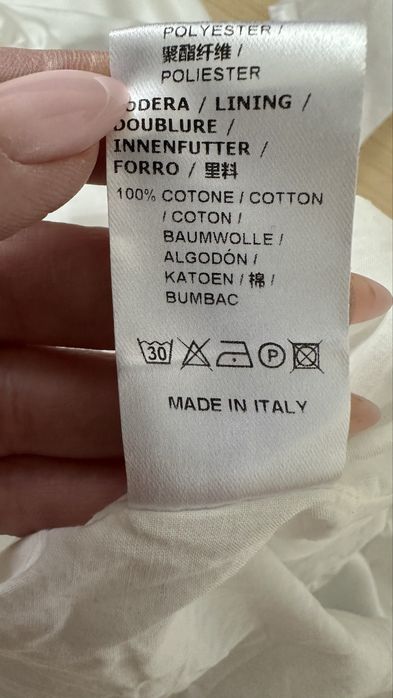 POLYESTER /
聚酯纤维 /
POLIESTER
ODERA / LINING /
DOUBLURE /
INNENFUTTER /
FORRO / 里料
100% COTONE / COTTON
/ COTON /
BAUMWOLLE /
ALGODÓN /
KATOEN / 棉 /
BUMBAC
30
P
MADE IN ITALY